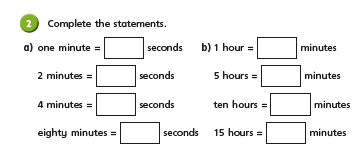 2 Complete the statements.
a) one minute = seconds b) 1 hour = minutes
2 minutes = seconds 5 hours = minutes
4 minutes = seconds ten hours = minutes
eighty minutes = seconds 15 hours = minutes